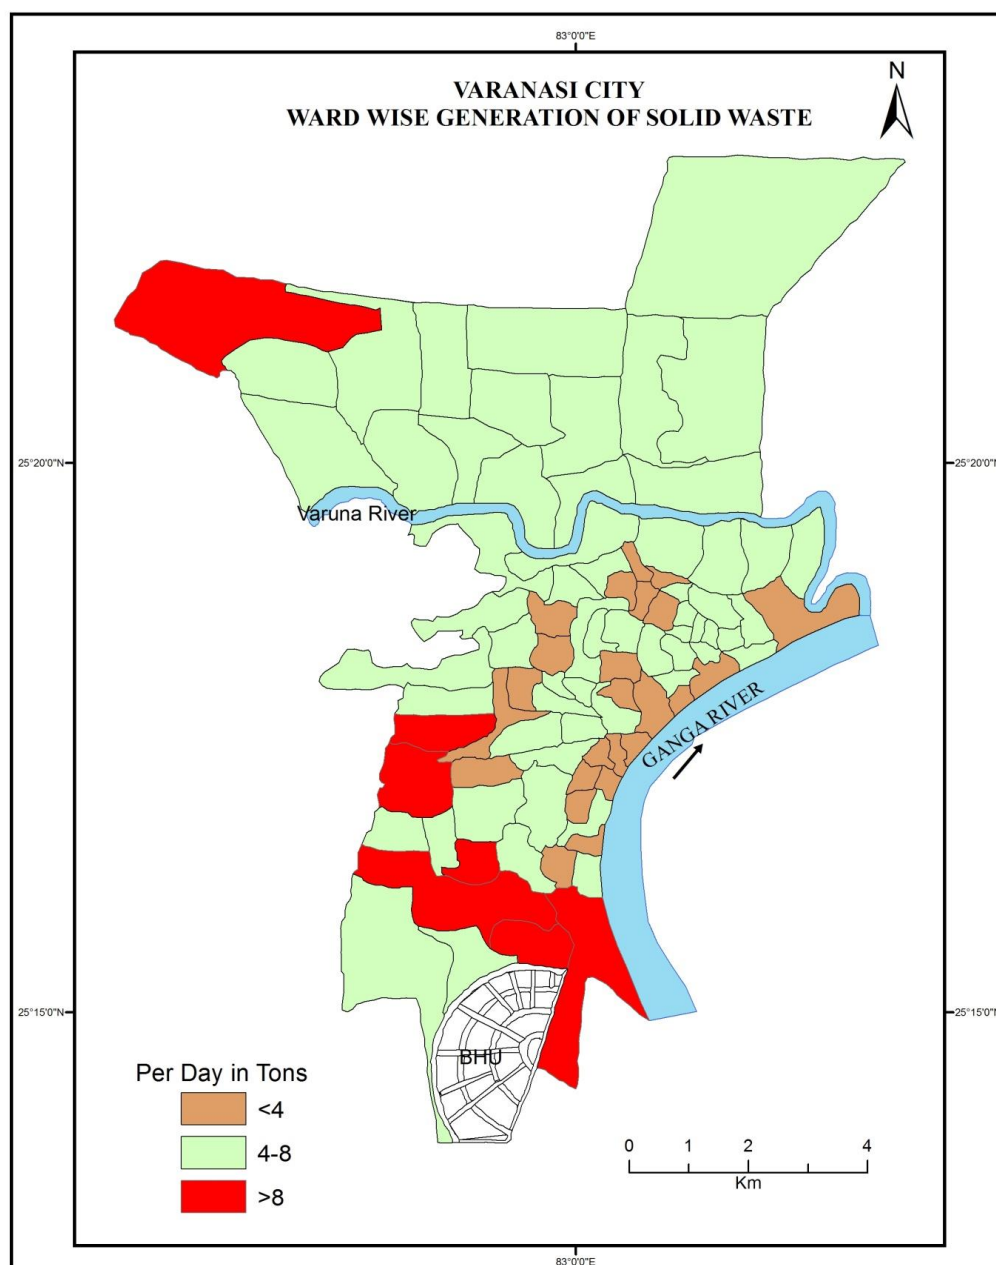 83°0'0"E
VARANASI CITY
WARD WISE GENERATION OF SOLID WASTE
N
25°20'0"N
25°20'0"N
Varuna River
GANGA RIVER
25°15'0"N
25°15'0"N
BHU
Per Day in Tons
<4
4-8
>8
0 1 2 4
Km
83°0'0"E